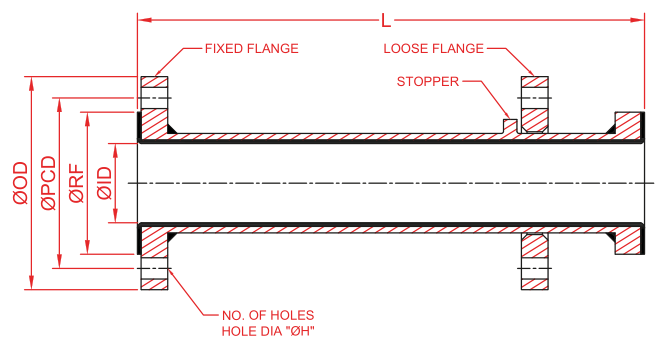 L
FIXED FLANGE
LOOSE FLANGE
STOPPER
ØOD
ØPCD
ØRF
ØID
NO. OF HOLES
HOLE DIA "ØH"